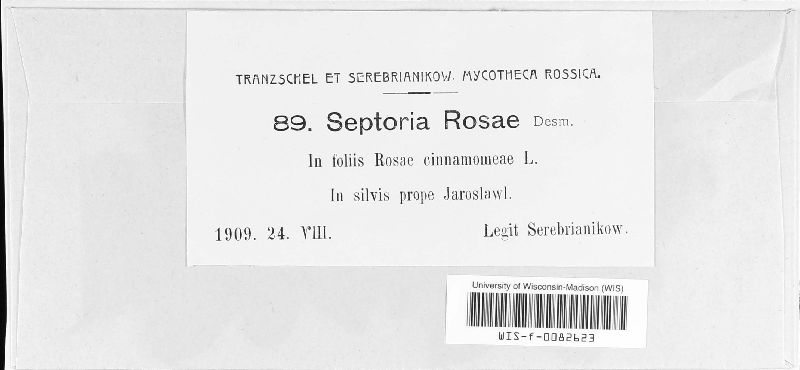 TRANZSCHEL ET SEREBRIANIKOW. MYCOTHECA ROSSICA.
89. Septoria Rosae Desm.
In foliis Rosae cinnamomeae L.
In silvis prope Jaroslawl.
1909. 24. VIII. Legit Serebrianikow.
University of Wisconsin-Madison (WIS)
WIS-f-0082623